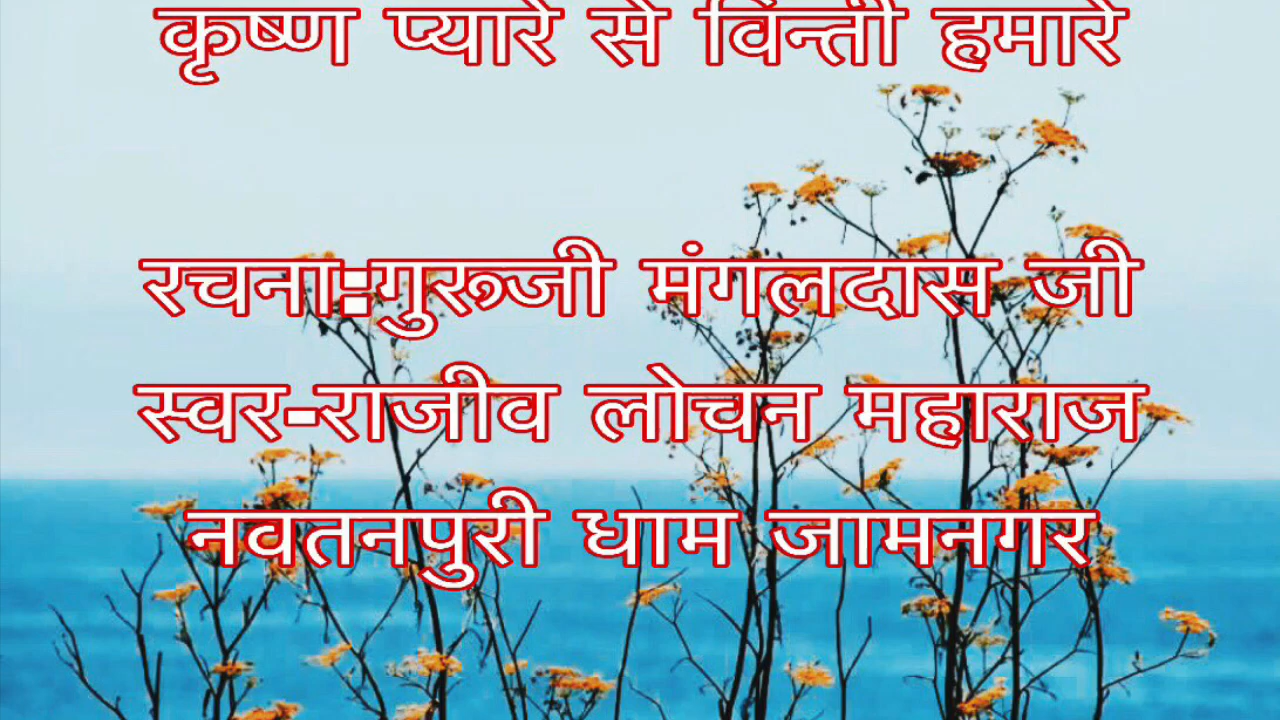 कृष्ण प्यारे से विन्ती हमारे
रचना:गुरूजी मंगलदास जी
स्वर-राजीव लोचन महाराज
नवतनपुरी धाम जामनगर